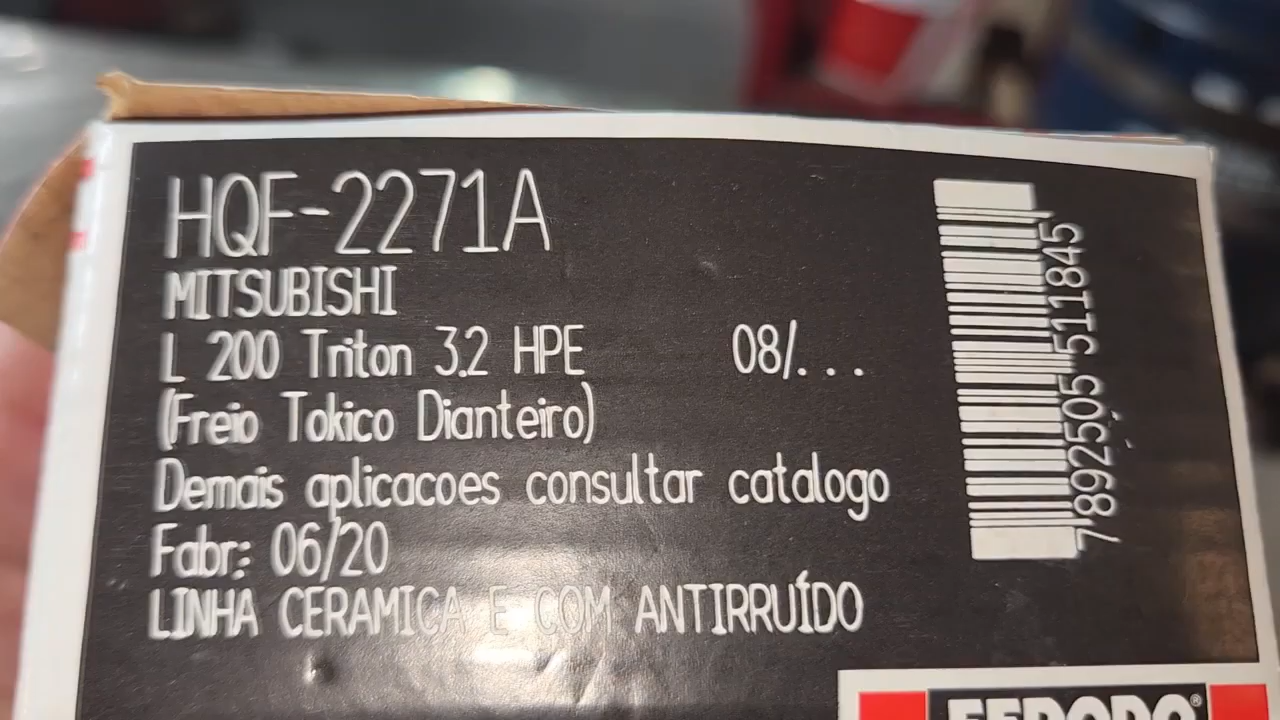 HQF-2271A
MITSUBISHI
L 200 Triton 3.2 HPE 08/...
(Freio Tokico Dianteiro)
Demais aplicacoes consultar catalogo
Fabr: 06/20
LINHA CERAMICA E COM ANTIRRUÍDO
7892505511845
FERODO®